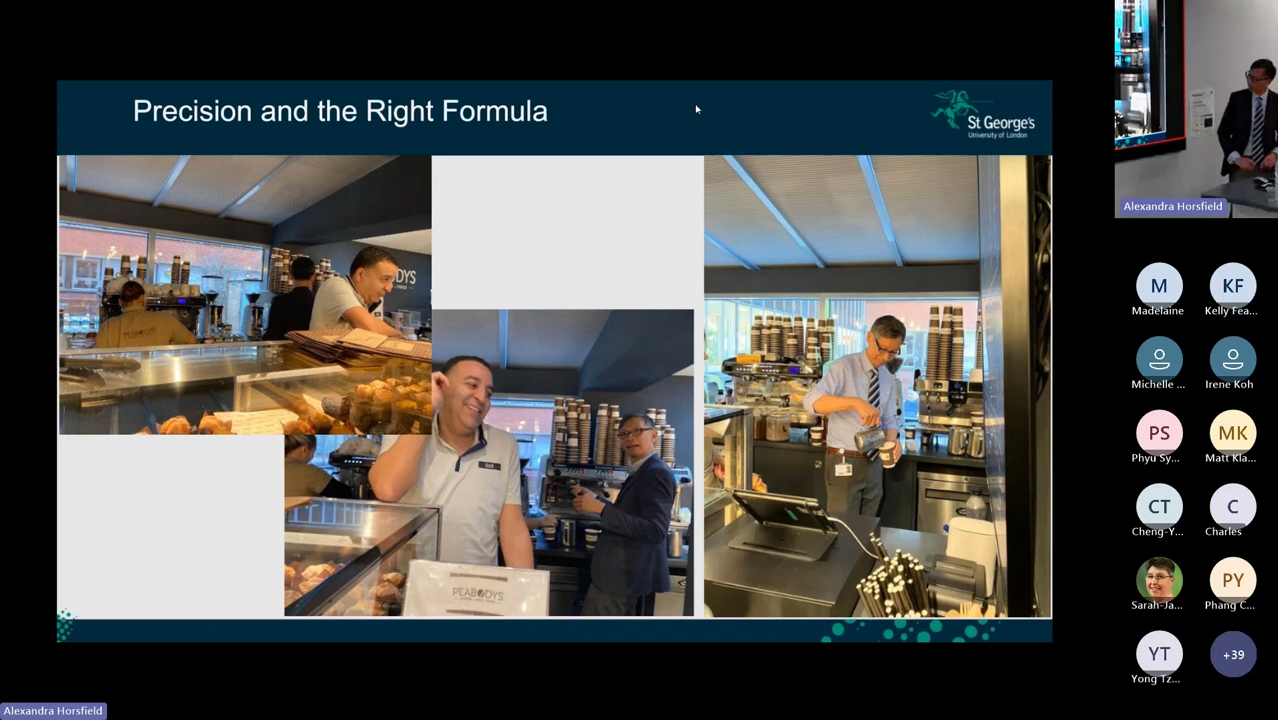 Precision and the Right Formula
St George's
University of London
PEABODYS
ODYS
PEABODYS
Alexandra Horsfield
M
Madelaine
KF
Kelly Fea...
Michelle ...
Irene Koh
PS
Phyu Sy...
MK
Matt Kla...
CT
Cheng-Y...
C
Charles
Sarah-Ja...
PY
Phang C...
YT
Yong Tz...
+39
Alexandra Horsfield